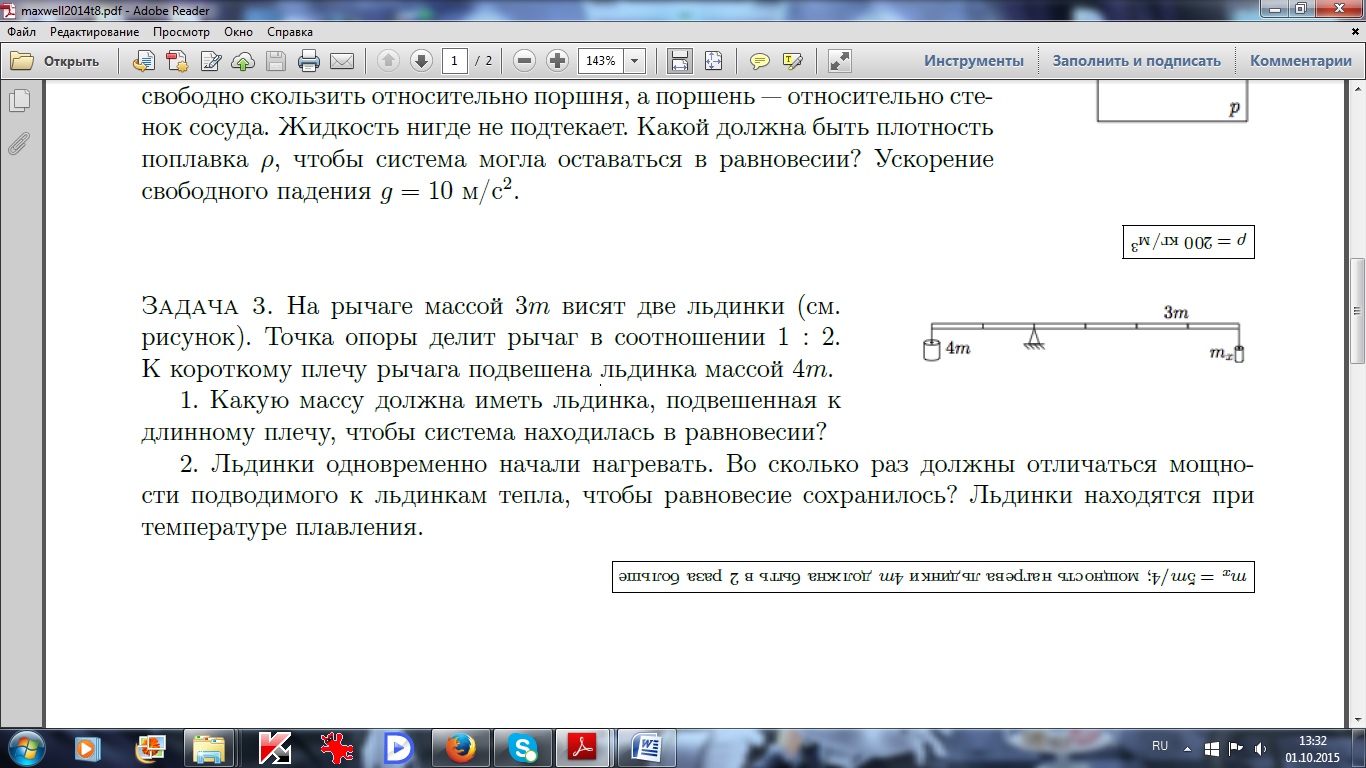 maxwell2014t8.pdf - Adobe Reader
Файл Редактирование Просмотр Окно Справка
Открыть 1 / 2 143% Инструменты Заполнить и подписать Комментарии
свободно скользить относительно поршня, а поршень — относительно сте-
нок сосуда. Жидкость нигде не подтекает. Какой должна быть плотность
поплавка ρ, чтобы система могла оставаться в равновесии? Ускорение
свободного падения g = 10 м/с².
p
ρ = 200 кг/м³
Задача 3. На рычаге массой 3m висят две льдинки (см.
рисунок). Точка опоры делит рычаг в соотношении 1 : 2.
К короткому плечу рычага подвешена льдинка массой 4m.
1. Какую массу должна иметь льдинка, подвешенная к
длинному плечу, чтобы система находилась в равновесии?
3m
4m
mₓ
2. Льдинки одновременно начали нагревать. Во сколько раз должны отличаться мощно-
сти подводимого к льдинкам тепла, чтобы равновесие сохранилось? Льдинки находятся при
температуре плавления.
mₓ = 5m/4; мощность нагрева льдинки 4m должна быть в 2 раза больше
RU
13:32
01.10.2015